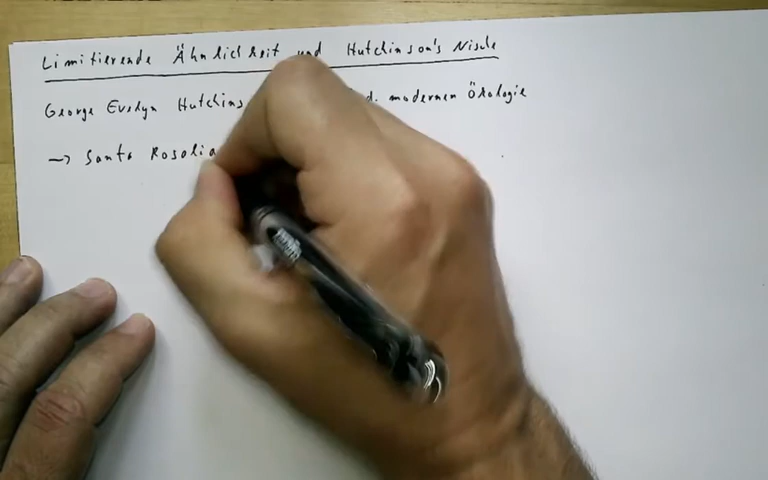 Limitierende Ähnlichkeit und Hutchinson's Nische
George Evelyn Hutchins d. modernen Ökologie
-> Santa Rosalia